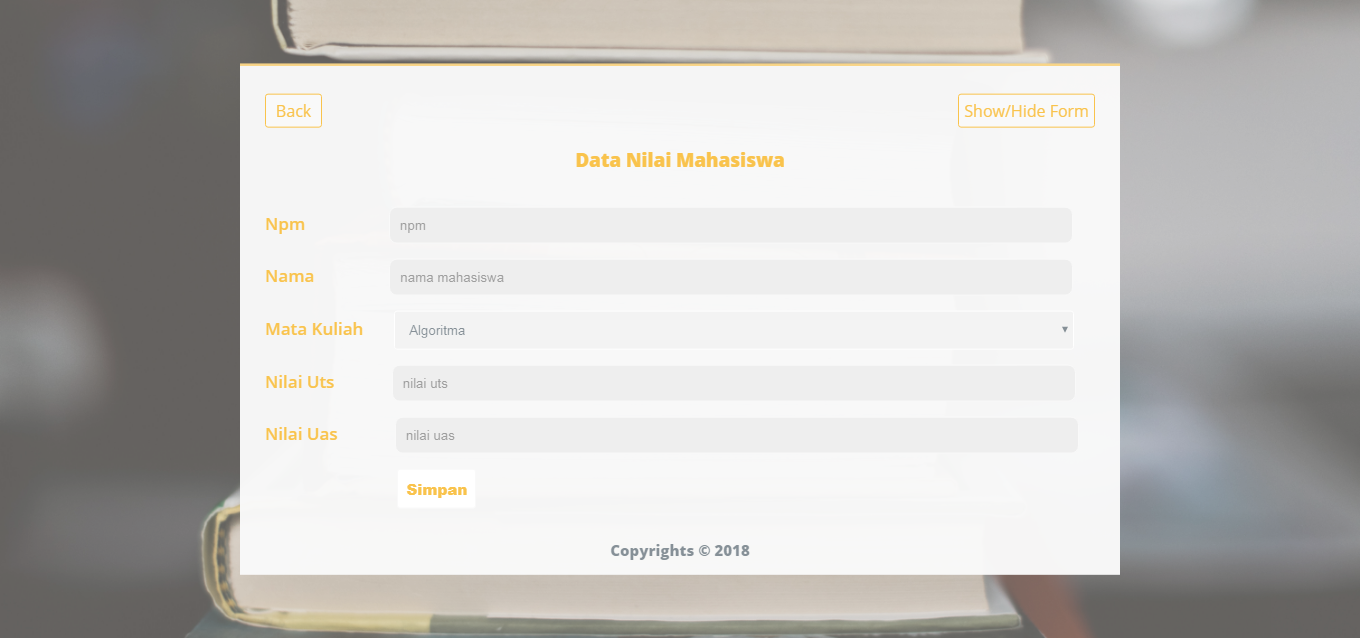 Back
Show/Hide Form
Data Nilai Mahasiswa
Npm
npm
Nama
nama mahasiswa
Mata Kuliah
Algoritma
Nilai Uts
nilai uts
Nilai Uas
nilai uas
Simpan
Copyrights © 2018